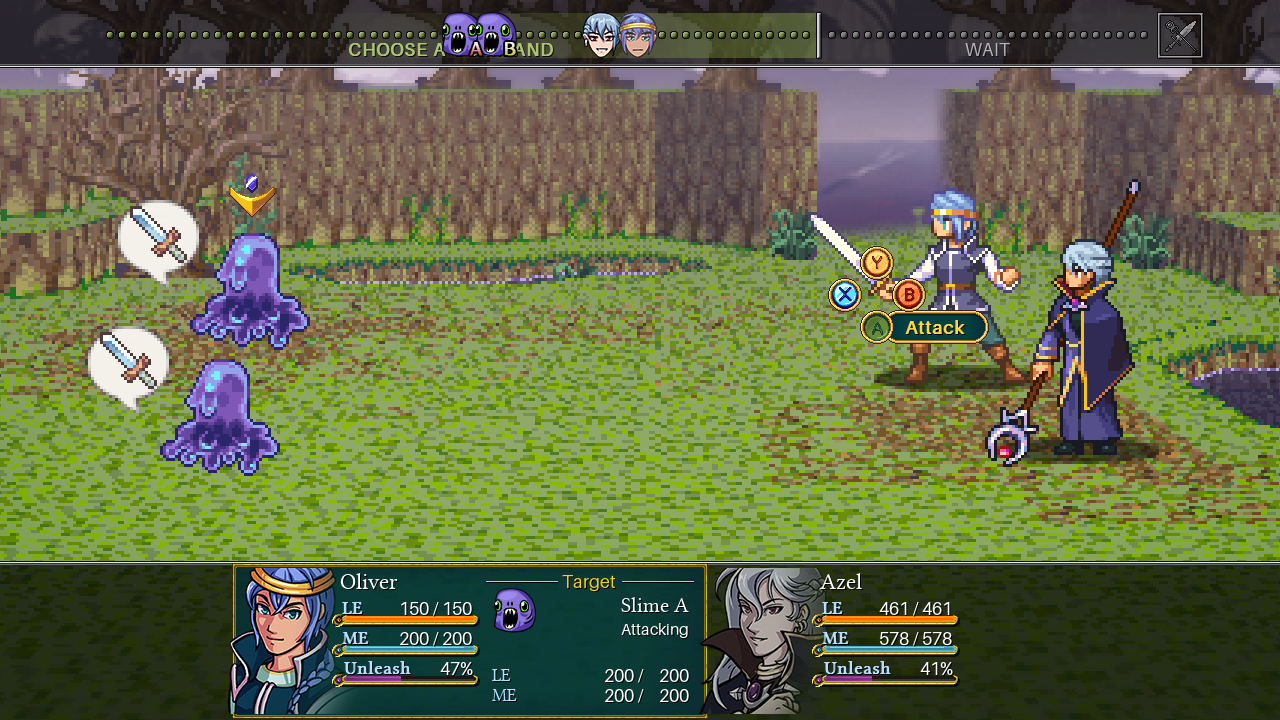 CHOOSE A AND
A B
WAIT
Y
X B
A Attack
Oliver
LE 150 / 150
ME 200 / 200
Unleash 47%
Target
Slime A
Attacking
LE 200 / 200
ME 200 / 200
Azel
LE 461 / 461
ME 578 / 578
Unleash 41%